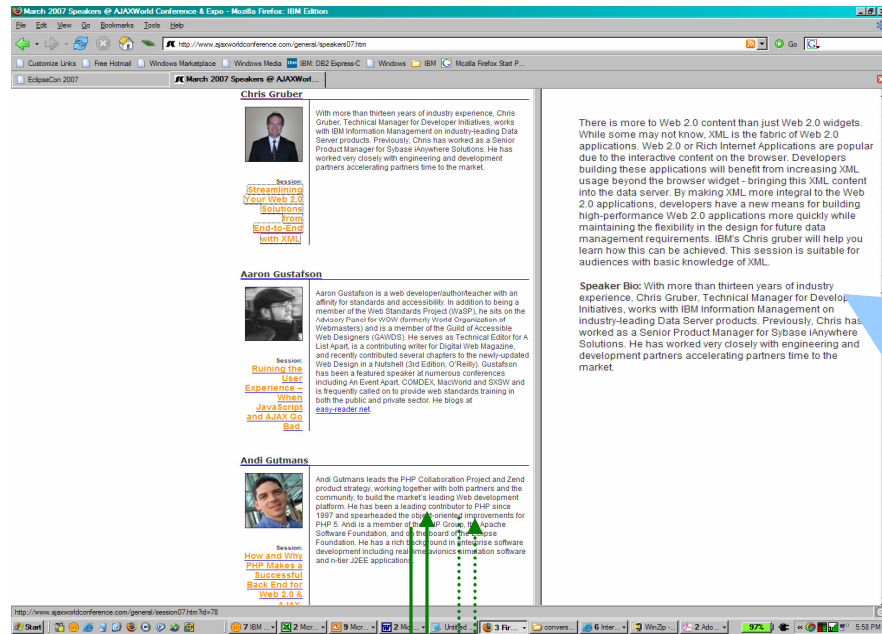 March 2007 Speakers @ AJAXWorld Conference & Expo - Mozilla Firefox: IBM Edition
File Edit View Go Bookmarks Tools Help
http://www.ajaxworldconference.com/general/speakers07.htm
Go
Customize Links Free Hotmail Windows Marketplace Windows Media IBM: DB2 Express-C Windows IBM Mozilla Firefox Start P...
EclipseCon 2007
March 2007 Speakers @ AJAXWorl...
Chris Gruber
With more than thirteen years of industry experience, Chris
Gruber, Technical Manager for Developer Initiatives, works
with IBM Information Management on industry-leading Data
Server products. Previously, Chris has worked as a Senior
Product Manager for Sybase iAnywhere Solutions. He has
worked very closely with engineering and development
partners accelerating partners time to the market.
Session:
Streamlining
Your Web 2.0
Solutions
from
End-to-End
with XML
Aaron Gustafson
Aaron Gustafson is a web developer/author/teacher with an
affinity for standards and accessibility. In addition to being a
member of the Web Standards Project (WaSP), he sits on the
Advisory Panel for WOW (formerly World Organization of
Webmasters) and is a member of the Guild of Accessible
Web Designers (GAWDS). He serves as Technical Editor for A
List Apart, is a contributing writer for Digital Web Magazine,
and recently contributed several chapters to the newly-updated
Web Design in a Nutshell (3rd Edition, O'Reilly). Gustafson
has been a featured speaker at numerous conferences
including An Event Apart, COMDEX, MacWorld and SXSW and
is frequently called on to provide web standards training in
both the public and private sector. He blogs at
easy-reader.net.
Session:
Ruining the
User
Experience –
When
JavaScript
and AJAX Go
Bad
Andi Gutmans
Andi Gutmans leads the PHP Collaboration Project and Zend
product strategy, working together with both partners and the
community, to build the market's leading Web development
platform. He has been a leading contributor to PHP since
1997 and spearheaded the object-oriented improvements for
PHP 5. Andi is a member of the PHP Group, the Apache
Software Foundation, and on the board of the Eclipse
Foundation. He has a rich background in enterprise software
development including real-time avionics simulation software
and n-tier J2EE applications.
Session:
How and Why
PHP Makes a
Successful
Back End for
Web 2.0 &
AJAX
There is more to Web 2.0 content than just Web 2.0 widgets.
While some may not know, XML is the fabric of Web 2.0
applications. Web 2.0 or Rich Internet Applications are popular
due to the interactive content on the browser. Developers
building these applications will benefit from increasing XML
usage beyond the browser widget - bringing this XML content
into the data server. By making XML more integral to the Web
2.0 applications, developers have a new means for building
high-performance Web 2.0 applications more quickly while
maintaining the flexibility in the design for future data
management requirements. IBM's Chris gruber will help you
learn how this can be achieved. This session is suitable for
audiences with basic knowledge of XML.
Speaker Bio: With more than thirteen years of industry
experience, Chris Gruber, Technical Manager for Develop
Initiatives, works with IBM Information Management on
industry-leading Data Server products. Previously, Chris has
worked as a Senior Product Manager for Sybase iAnywhere
Solutions. He has worked very closely with engineering and
development partners accelerating partners time to the
market.
http://www.ajaxworldconference.com/general/session07.htm?id=78
Start 7 IBM ... 2 Micr... 9 Micr... 2 Mic... Untitled 3 Fir... convers... 6 Inter... WinZip - ... 2 Ado... 97% 5:58 PM